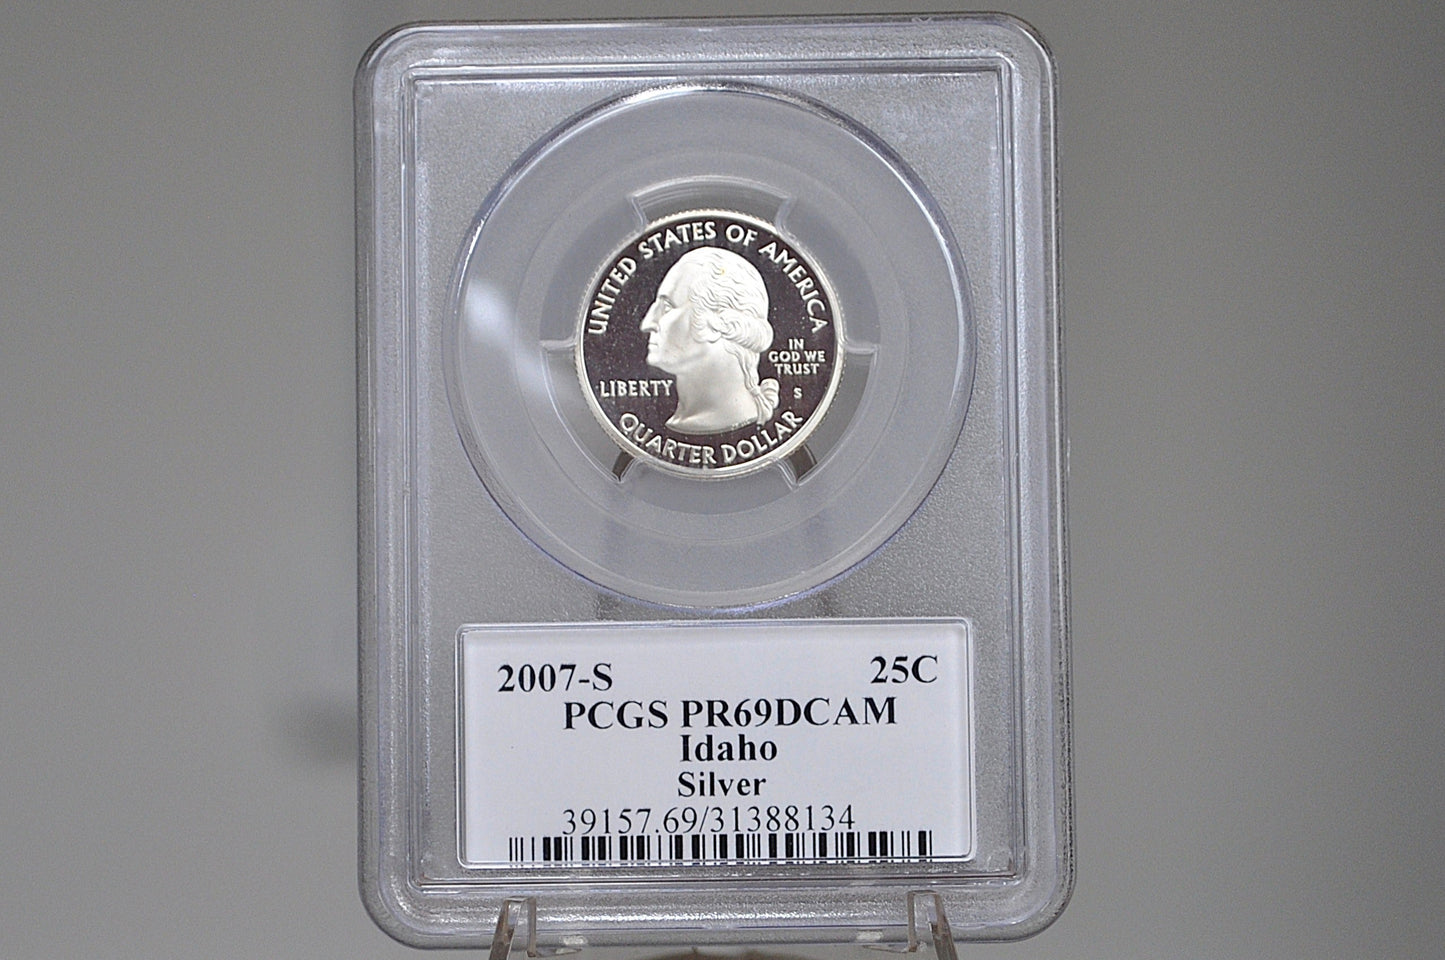 UNITED STATES OF AMERICA
LIBERTY
IN
GOD WE
TRUST
S
QUARTER DOLLAR
2007-S 25C
PCGS PR69DCAM
Idaho
Silver
39157.69/31388134